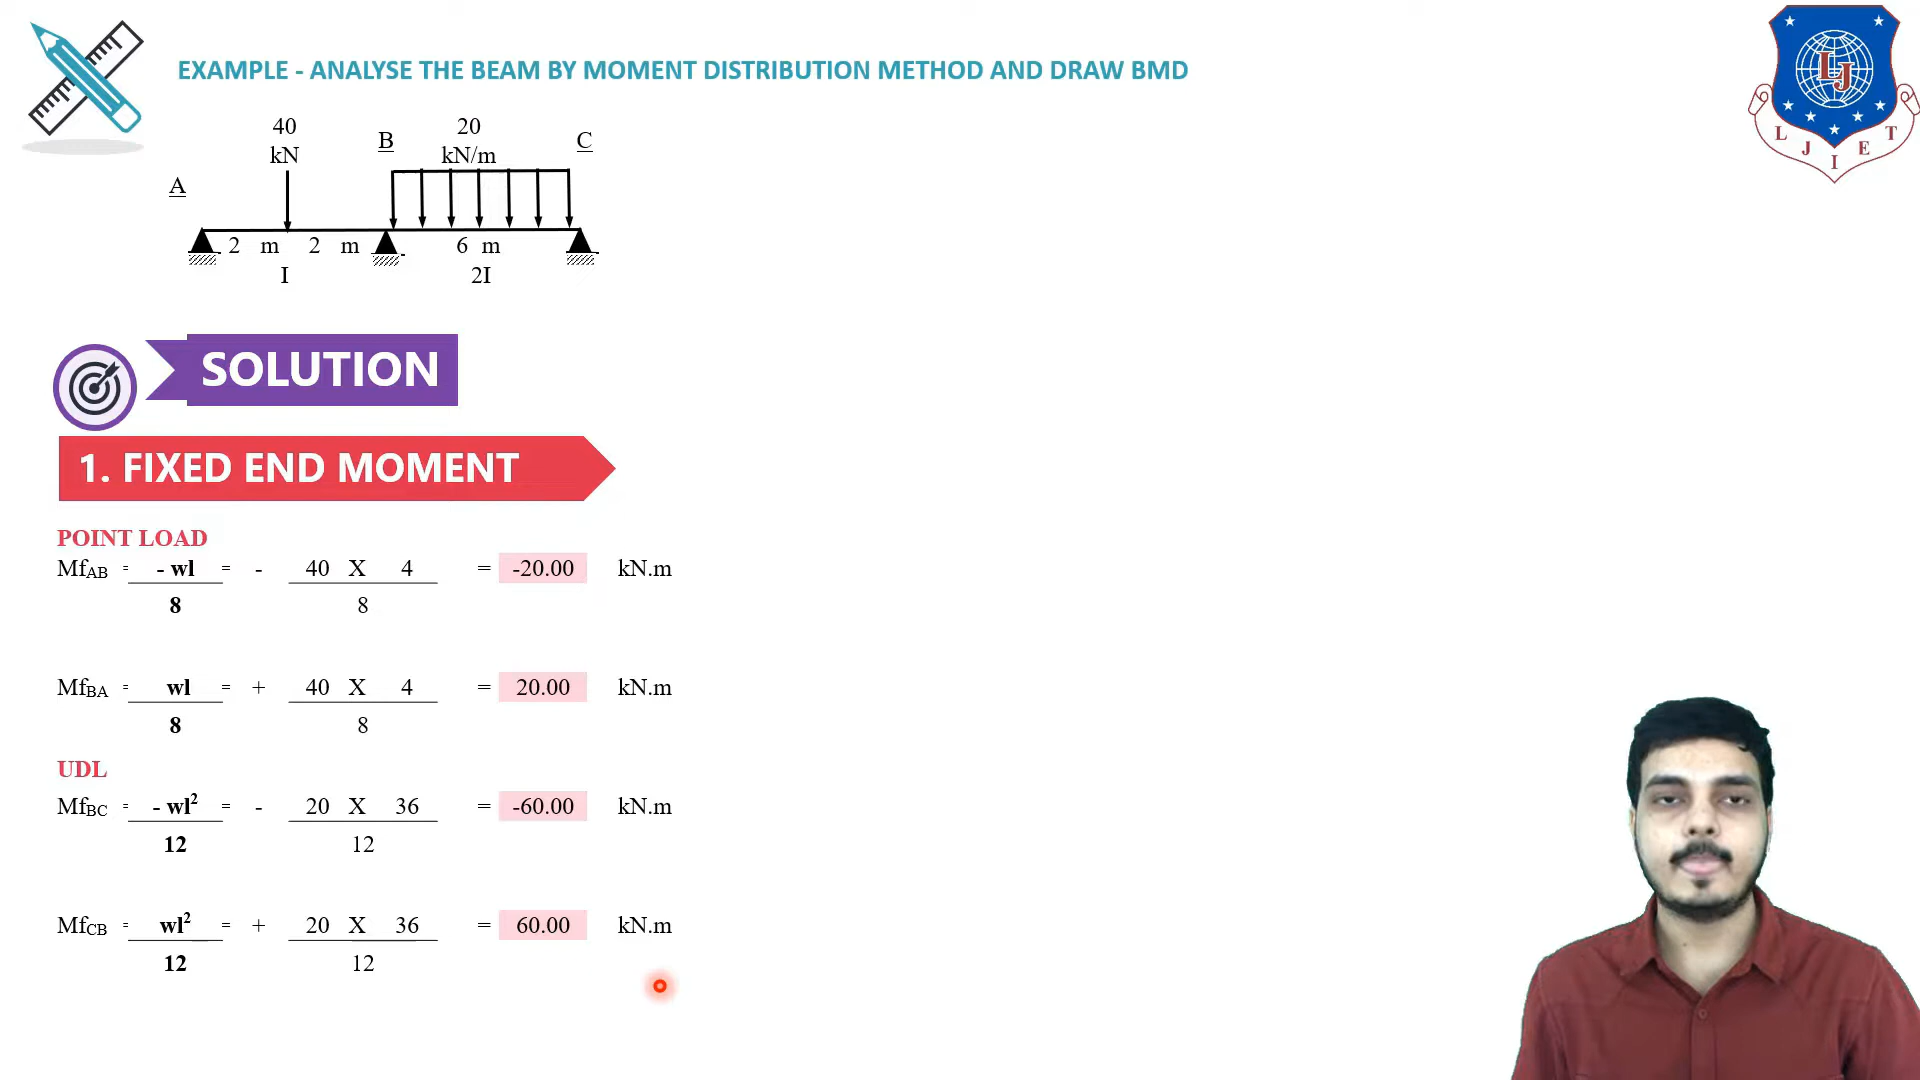 EXAMPLE - ANALYSE THE BEAM BY MOMENT DISTRIBUTION METHOD AND DRAW BMD
L J I E T
LJ
40 B 20 C
kN kN/m
A
2 m 2 m 6 m
I 2I
SOLUTION
1. FIXED END MOMENT
POINT LOAD
MfAB = - wl = - 40 X 4 = -20.00 kN.m
8 8
MfBA = wl = + 40 X 4 = 20.00 kN.m
8 8
UDL
MfBC = - wl² = - 20 X 36 = -60.00 kN.m
12 12
MfCB = wl² = + 20 X 36 = 60.00 kN.m
12 12